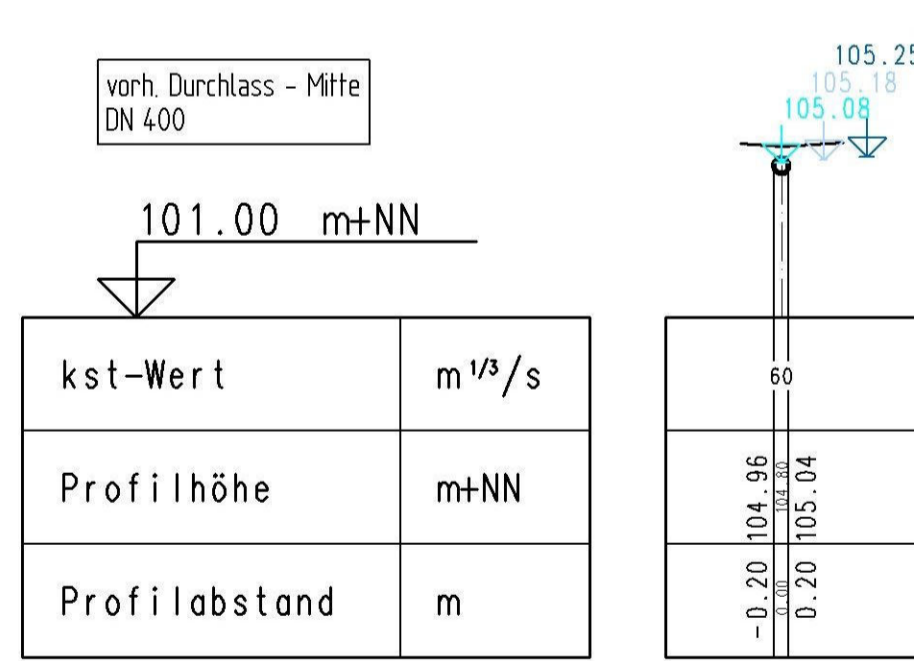 vorh. Durchlass - Mitte
DN 400
105.25
105.18
105.08
101.00 m+NN
kst-Wert m¹/³/s 60
Profilhöhe m+NN 104.96 104.80 105.04
Profilabstand m -0.20 0.00 0.20